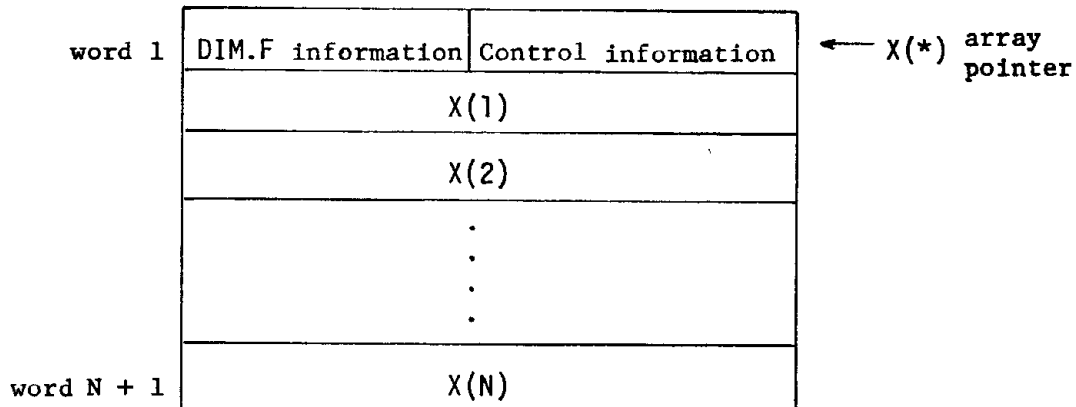 word 1 DIM.F information Control information ← X(*) array pointer
X(1)
X(2)
.
.
.
.
word N + 1 X(N)